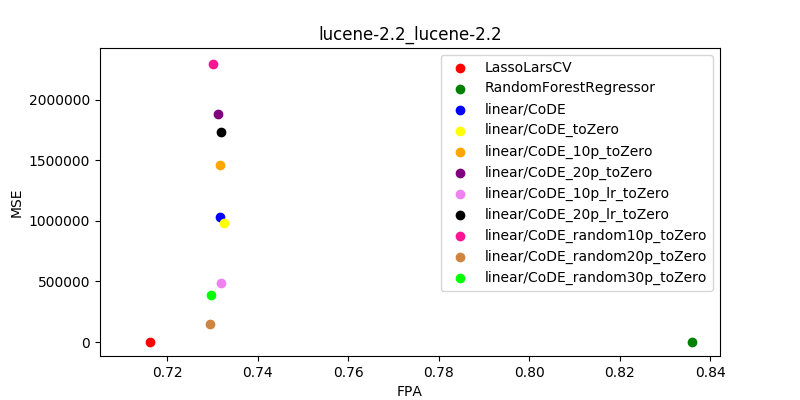 lucene-2.2_lucene-2.2
MSE
2000000
1500000
1000000
500000
0
LassoLarsCV
RandomForestRegressor
linear/CoDE
linear/CoDE_toZero
linear/CoDE_10p_toZero
linear/CoDE_20p_toZero
linear/CoDE_10p_lr_toZero
linear/CoDE_20p_lr_toZero
linear/CoDE_random10p_toZero
linear/CoDE_random20p_toZero
linear/CoDE_random30p_toZero
0.72 0.74 0.76 0.78 0.80 0.82 0.84
FPA